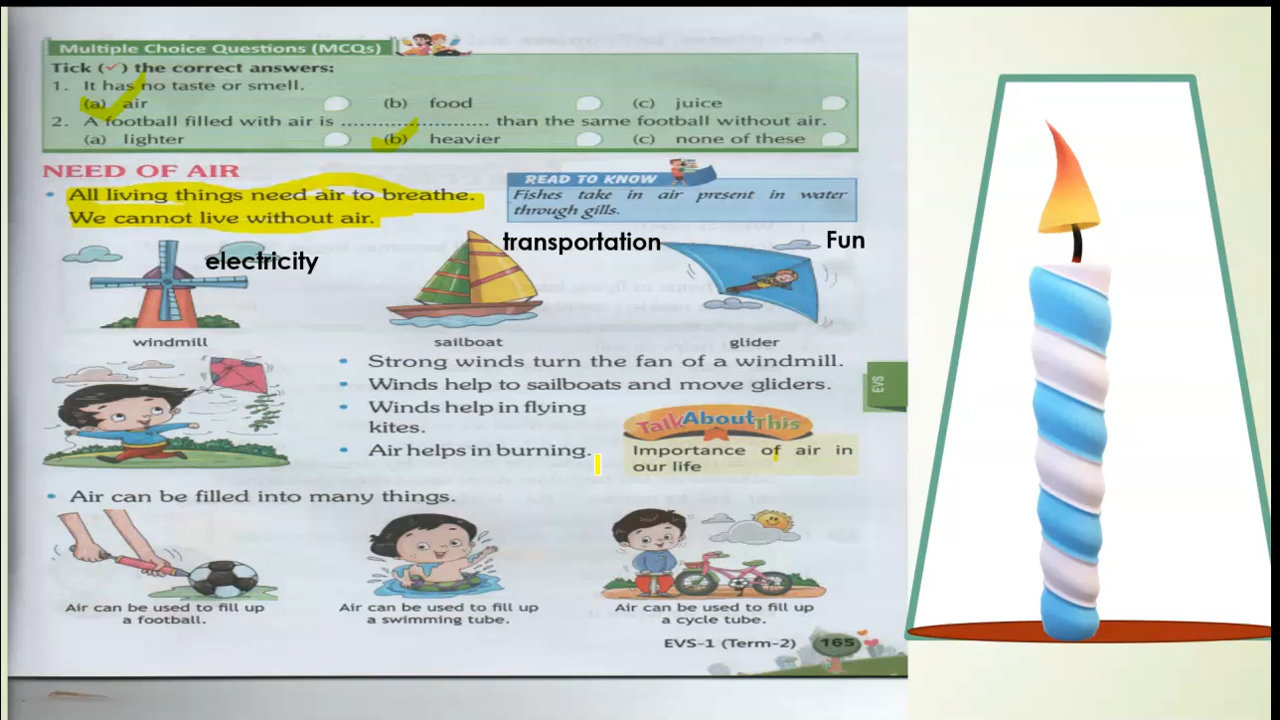 Multiple Choice Questions (MCQs)
Tick (✓) the correct answers:
1. It has no taste or smell.
(a) air (b) food (c) juice
2. A football filled with air is ........................ than the same football without air.
(a) lighter (b) heavier (c) none of these
NEED OF AIR
• All living things need air to breathe.
We cannot live without air.
READ TO KNOW
Fishes take in air present in water
through gills.
electricity
transportation
Fun
windmill
sailboat
glider
• Strong winds turn the fan of a windmill.
• Winds help to sailboats and move gliders.
• Winds help in flying
kites.
• Air helps in burning.
EVS
Talk About This
Importance of air in
our life
• Air can be filled into many things.
Air can be used to fill up
a football.
Air can be used to fill up
a swimming tube.
Air can be used to fill up
a cycle tube.
EVS-1 (Term-2) 165